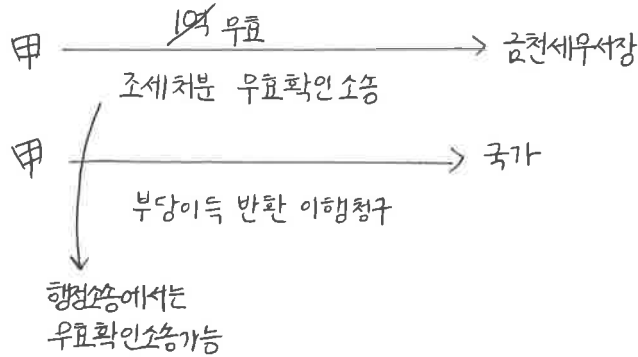 10억 무효
甲 → 금천세무서장
조세처분 무효확인소송
甲 → 국가
부당이득 반환 이행청구
행정소송에서는
무효확인소송가능